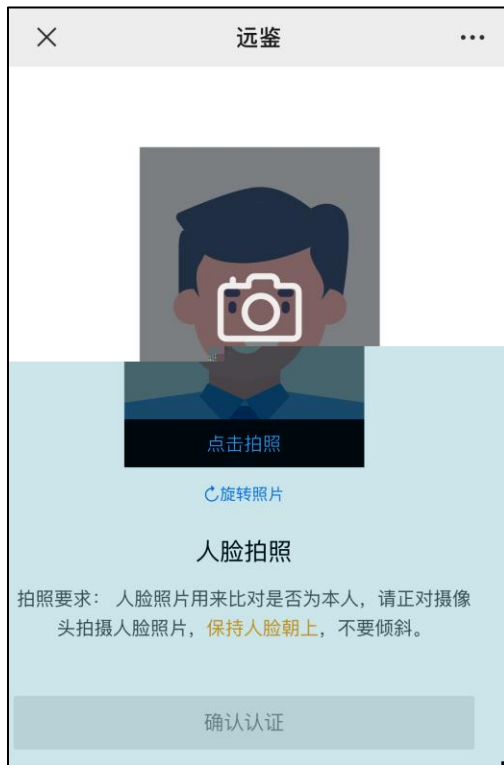 远鉴
点击拍照
旋转照片
人脸拍照
拍照要求： 人脸照片用来比对是否为本人，请正对摄像
头拍摄人脸照片，保持人脸朝上，不要倾斜。
确认认证